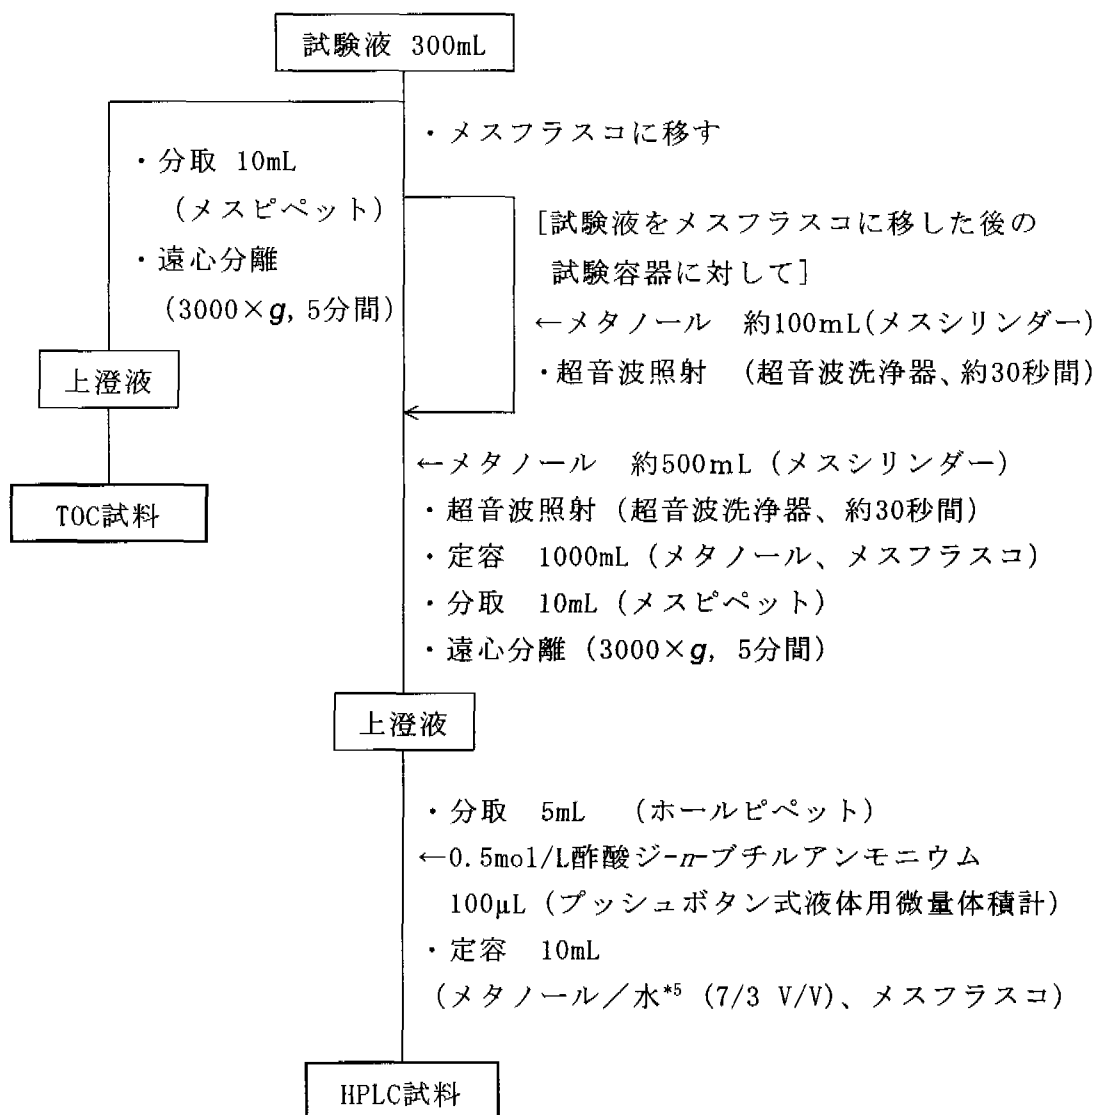 試験液 300mL
・分取 10mL
（メスピペット）
・遠心分離
(3000×g, 5分間)
上澄液
TOC試料
・メスフラスコに移す
[試験液をメスフラスコに移した後の
試験容器に対して]
←メタノール 約100mL(メスシリンダー)
・超音波照射 (超音波洗浄器、約30秒間)
←メタノール 約500mL (メスシリンダー)
・超音波照射 (超音波洗浄器、約30秒間)
・定容 1000mL (メタノール、メスフラスコ)
・分取 10mL (メスピペット)
・遠心分離 (3000×g, 5分間)
上澄液
・分取 5mL (ホールピペット)
←0.5mol/L酢酸ジ-n-ブチルアンモニウム
100μL (プッシュボタン式液体用微量体積計)
・定容 10mL
(メタノール／水*5 (7/3 V/V)、メスフラスコ)
HPLC試料